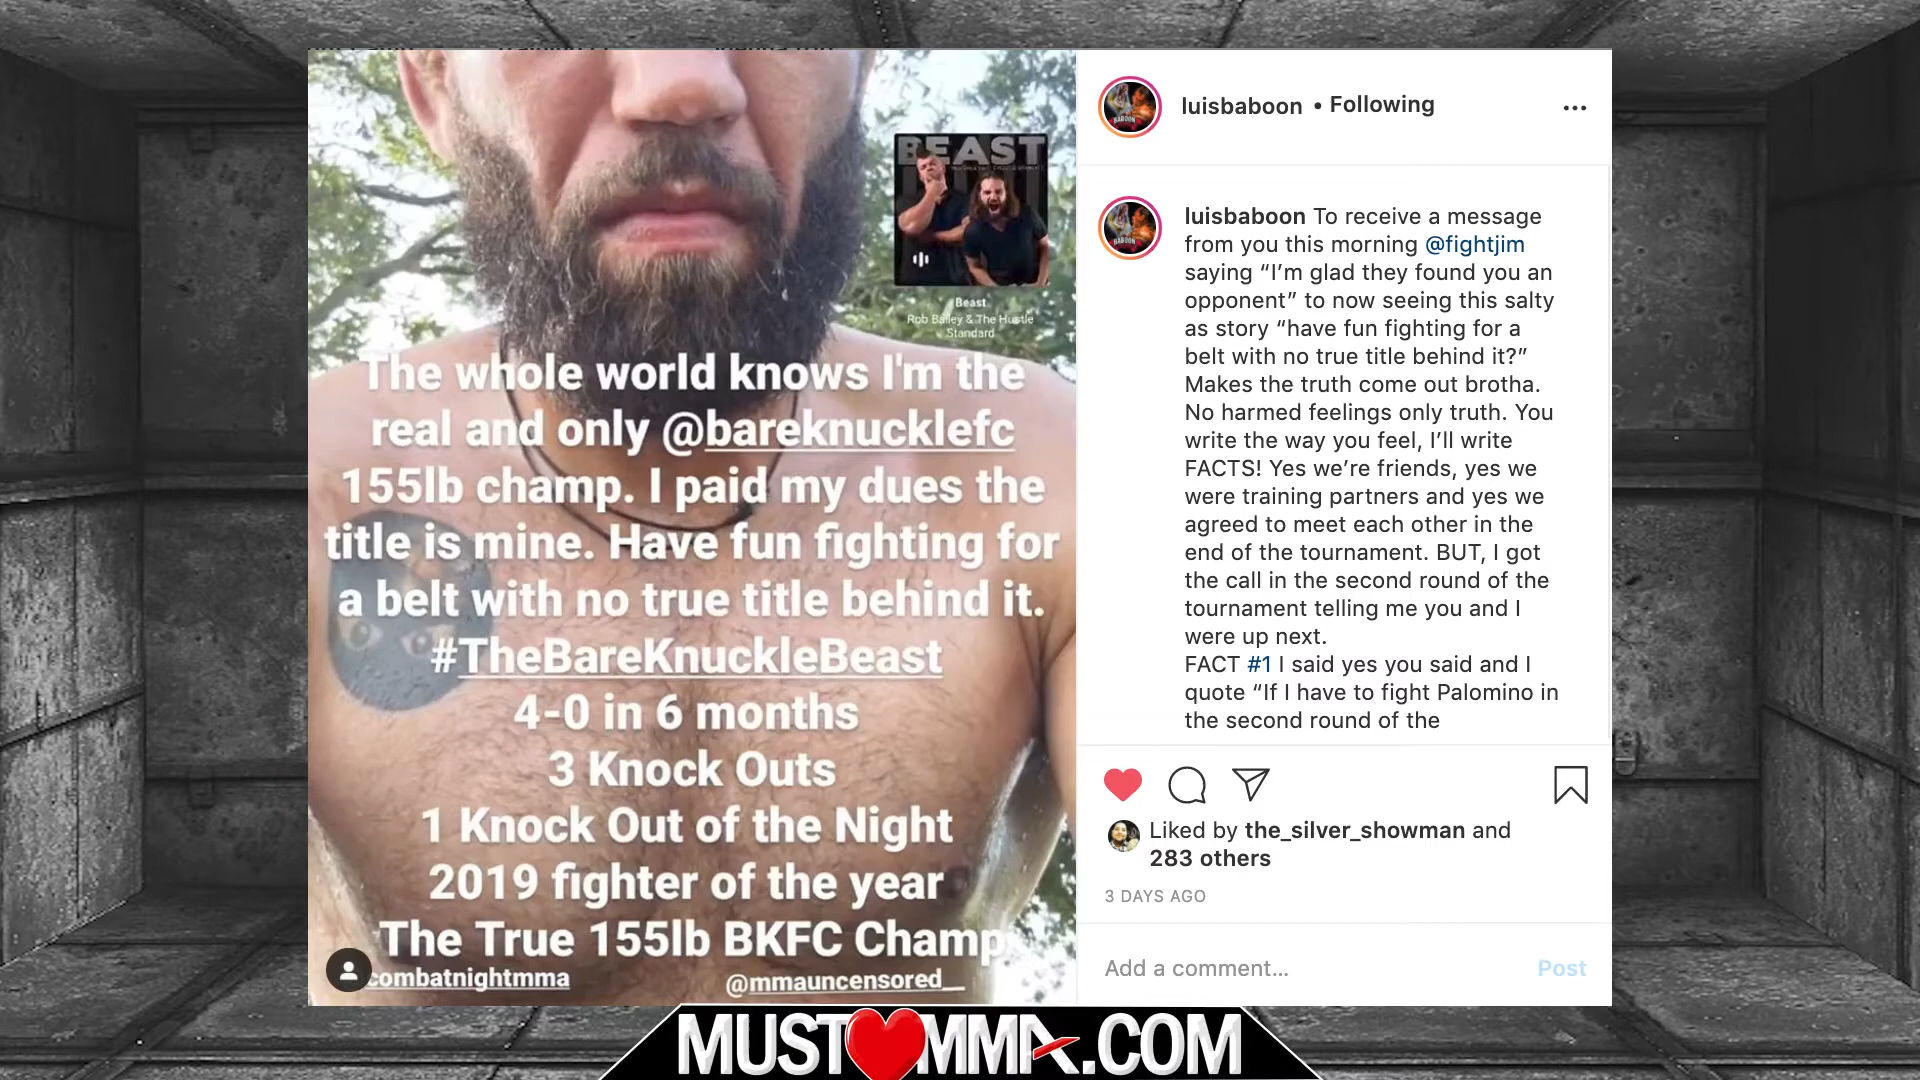 BEAST
Beast
Rob Bailey & The Hustle
Standard
The whole world knows I'm the
real and only @bareknucklefc
155lb champ. I paid my dues the
title is mine. Have fun fighting for
a belt with no true title behind it.
#TheBareKnuckleBeast
4-0 in 6 months
3 Knock Outs
1 Knock Out of the Night
2019 fighter of the year
The True 155lb BKFC Champ
combatnightmma
@mmauncensored__
luisbaboon • Following
luisbaboon To receive a message
from you this morning @fightjim
saying “I’m glad they found you an
opponent” to now seeing this salty
as story “have fun fighting for a
belt with no true title behind it?”
Makes the truth come out brotha.
No harmed feelings only truth. You
write the way you feel, I’ll write
FACTS! Yes we’re friends, yes we
were training partners and yes we
agreed to meet each other in the
end of the tournament. BUT, I got
the call in the second round of the
tournament telling me you and I
were up next.
FACT #1 I said yes you said and I
quote “If I have to fight Palomino in
the second round of the
Liked by the_silver_showman and
283 others
3 DAYS AGO
Add a comment...
Post
MUST MMA.COM